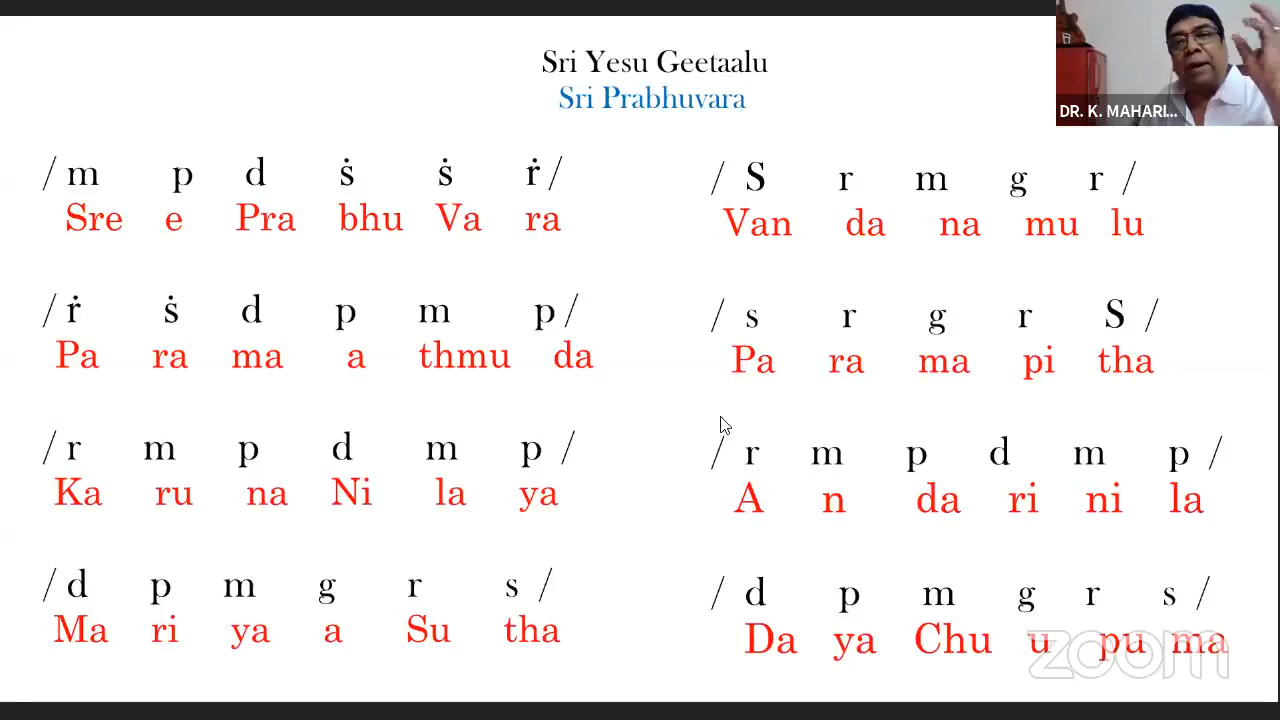 Sri Yesu Geetaalu
Sri Prabhuvara
DR. K. MAHARI...
/ m p d ṡ ṡ ṙ /
Sre e Pra bhu Va ra
/ ṙ ṡ d p m p /
Pa ra ma a thmu da
/ r m p d m p /
Ka ru na Ni la ya
/ d p m g r s /
Ma ri ya a Su tha
/ S r m g r /
Van da na mu lu
/ s r g r S /
Pa ra ma pi tha
/ r m p d m p /
A n da ri ni la
/ d p m g r s /
Da ya Chu u pu ma
zoom